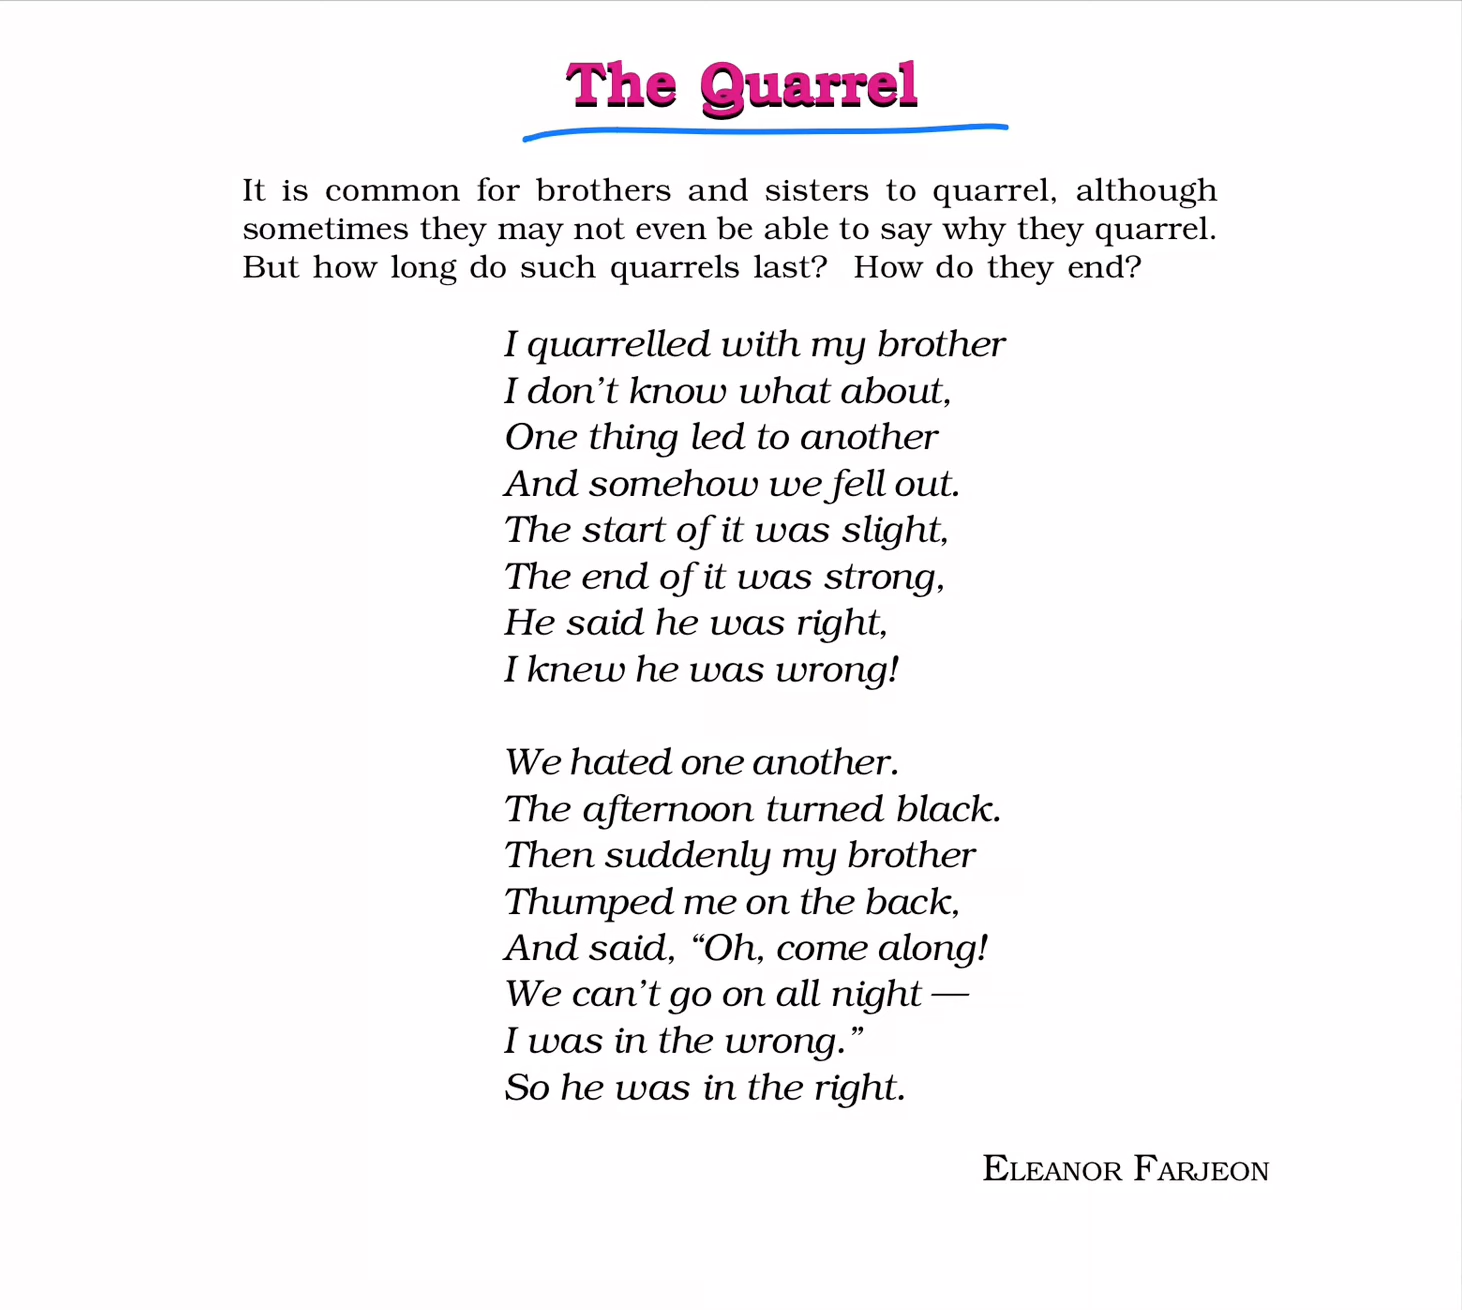 The Quarrel
It is common for brothers and sisters to quarrel, although
sometimes they may not even be able to say why they quarrel.
But how long do such quarrels last? How do they end?
I quarrelled with my brother
I don’t know what about,
One thing led to another
And somehow we fell out.
The start of it was slight,
The end of it was strong,
He said he was right,
I knew he was wrong!
We hated one another.
The afternoon turned black.
Then suddenly my brother
Thumped me on the back,
And said, “Oh, come along!
We can’t go on all night —
I was in the wrong.”
So he was in the right.
ELEANOR FARJEON